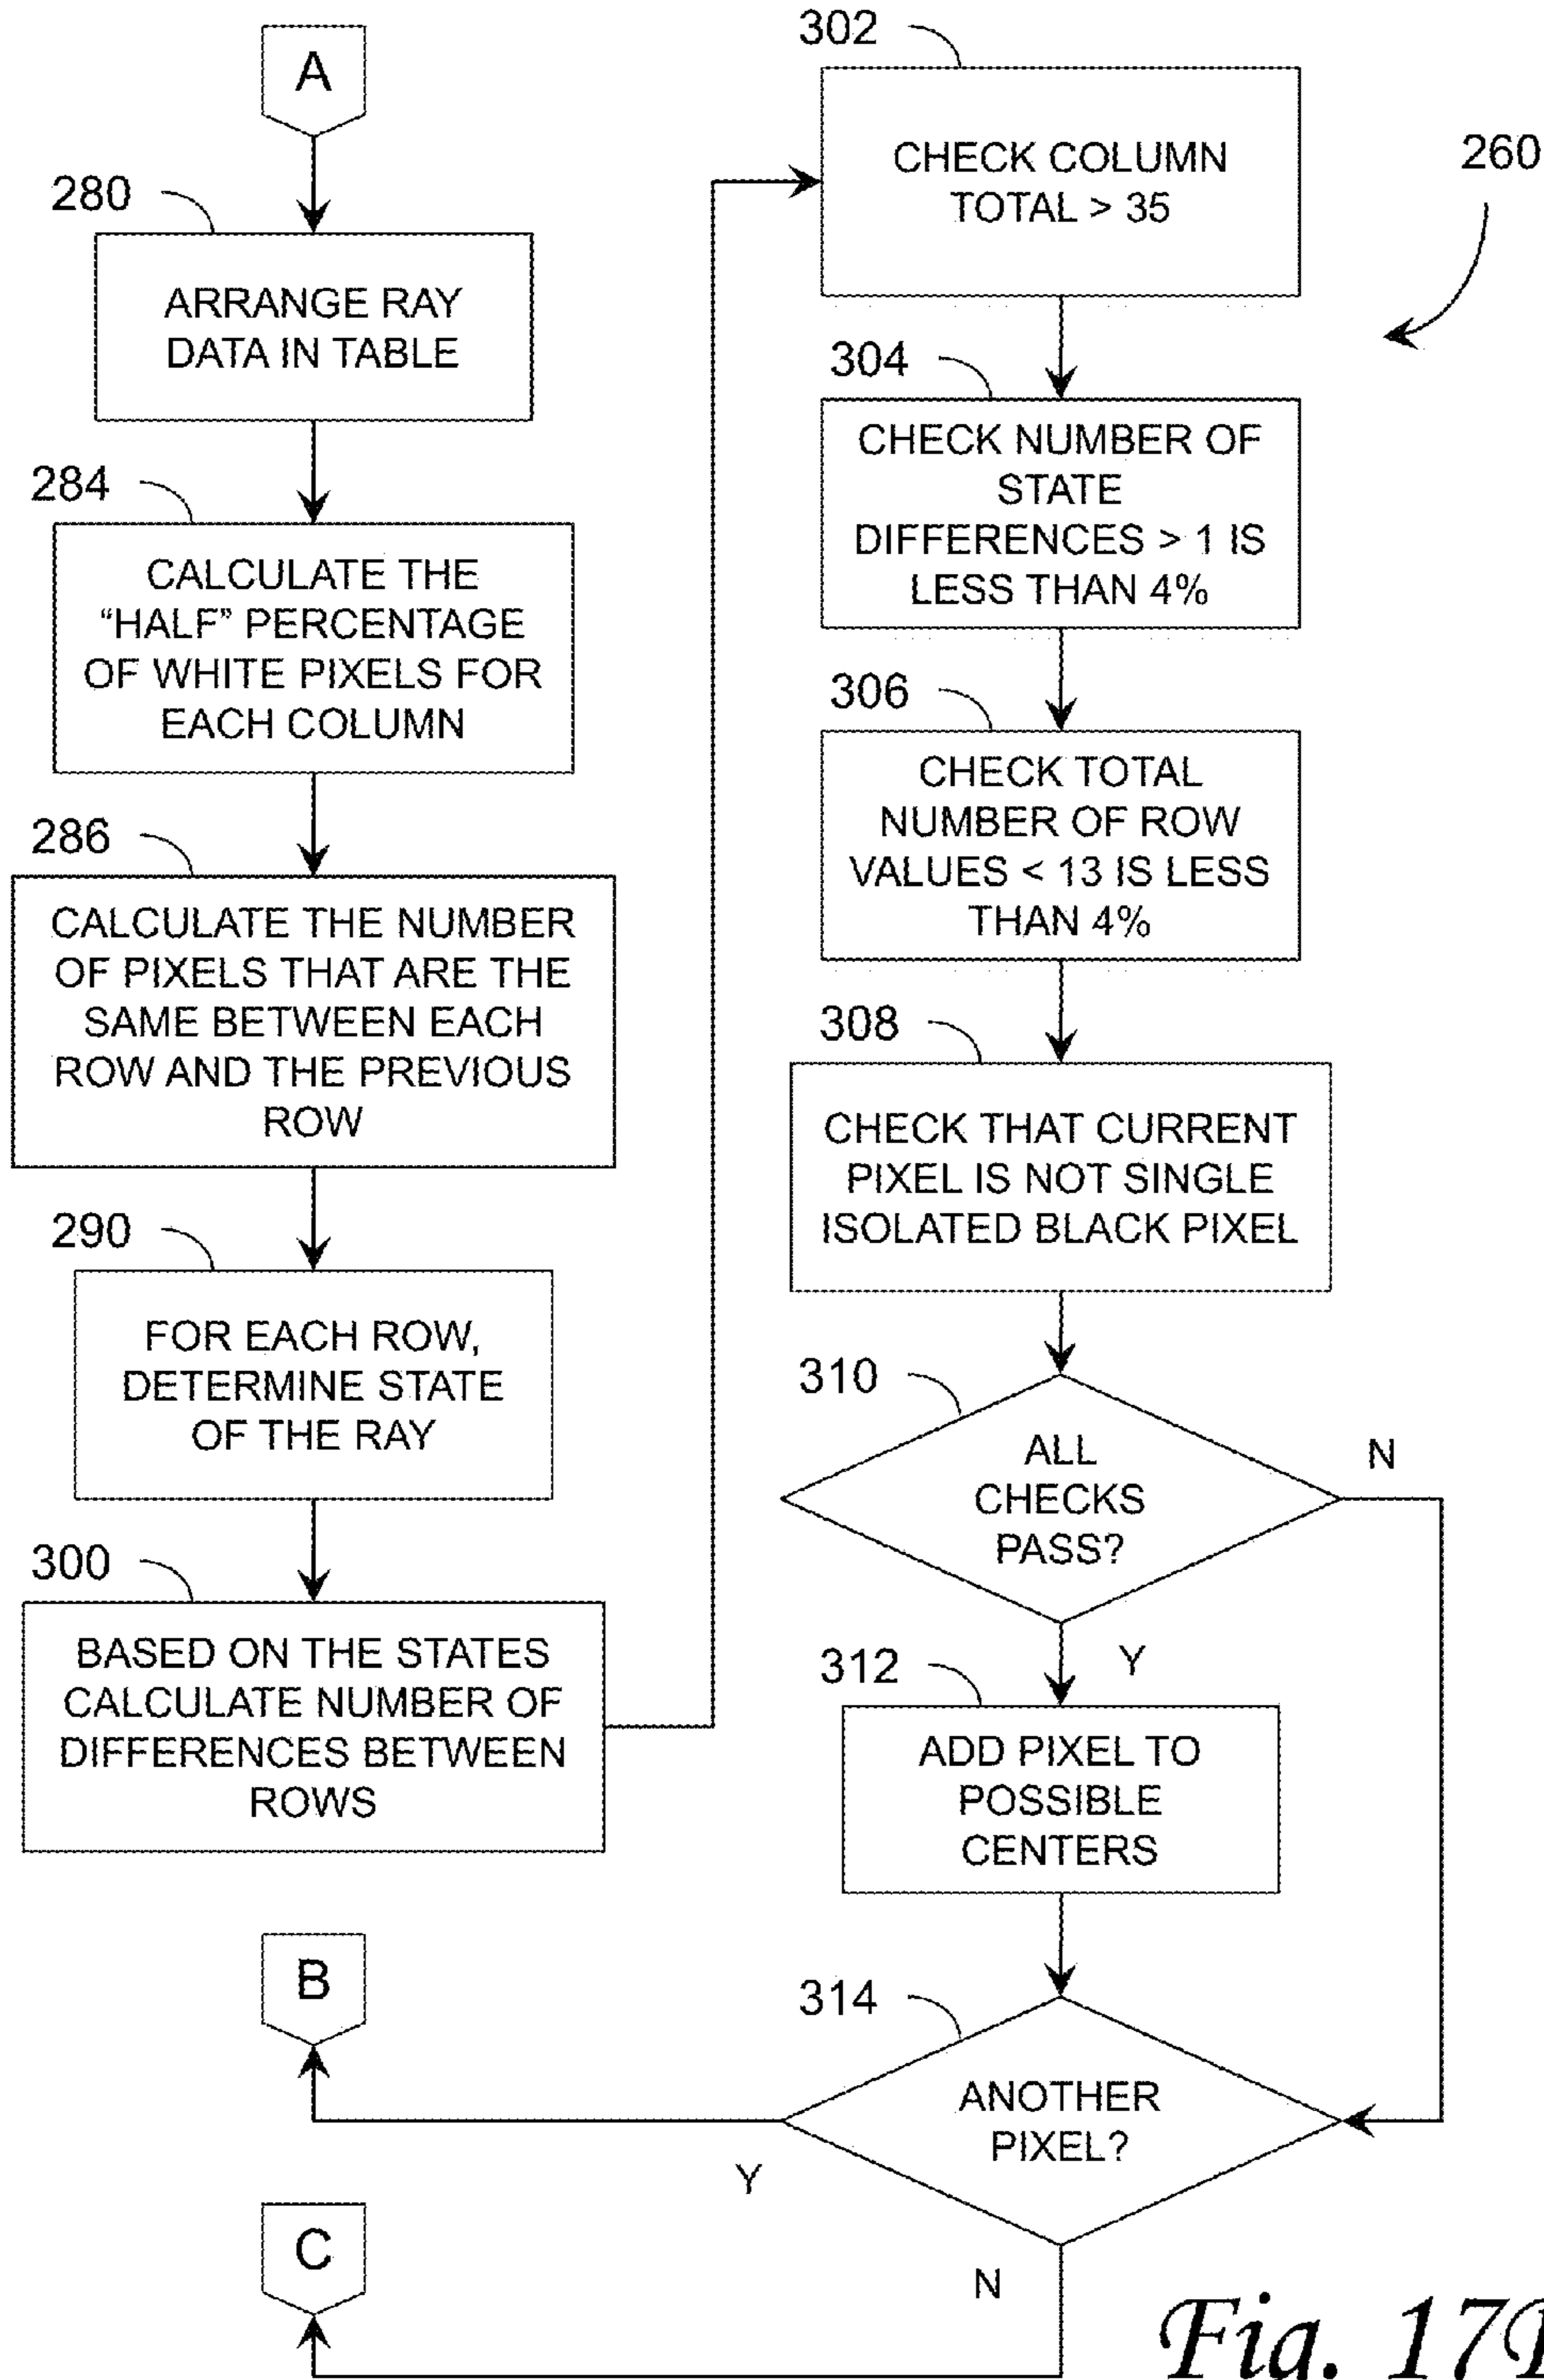 A
280
ARRANGE RAY
DATA IN TABLE
284
CALCULATE THE
“HALF” PERCENTAGE
OF WHITE PIXELS FOR
EACH COLUMN
286
CALCULATE THE NUMBER
OF PIXELS THAT ARE THE
SAME BETWEEN EACH
ROW AND THE PREVIOUS
ROW
290
FOR EACH ROW,
DETERMINE STATE
OF THE RAY
300
BASED ON THE STATES
CALCULATE NUMBER OF
DIFFERENCES BETWEEN
ROWS
302
CHECK COLUMN
TOTAL > 35
260
304
CHECK NUMBER OF
STATE
DIFFERENCES > 1 IS
LESS THAN 4%
306
CHECK TOTAL
NUMBER OF ROW
VALUES < 13 IS LESS
THAN 4%
308
CHECK THAT CURRENT
PIXEL IS NOT SINGLE
ISOLATED BLACK PIXEL
310
ALL
CHECKS
PASS?
N
Y
312
ADD PIXEL TO
POSSIBLE
CENTERS
314
ANOTHER
PIXEL?
Y
N
B
C
Fig.